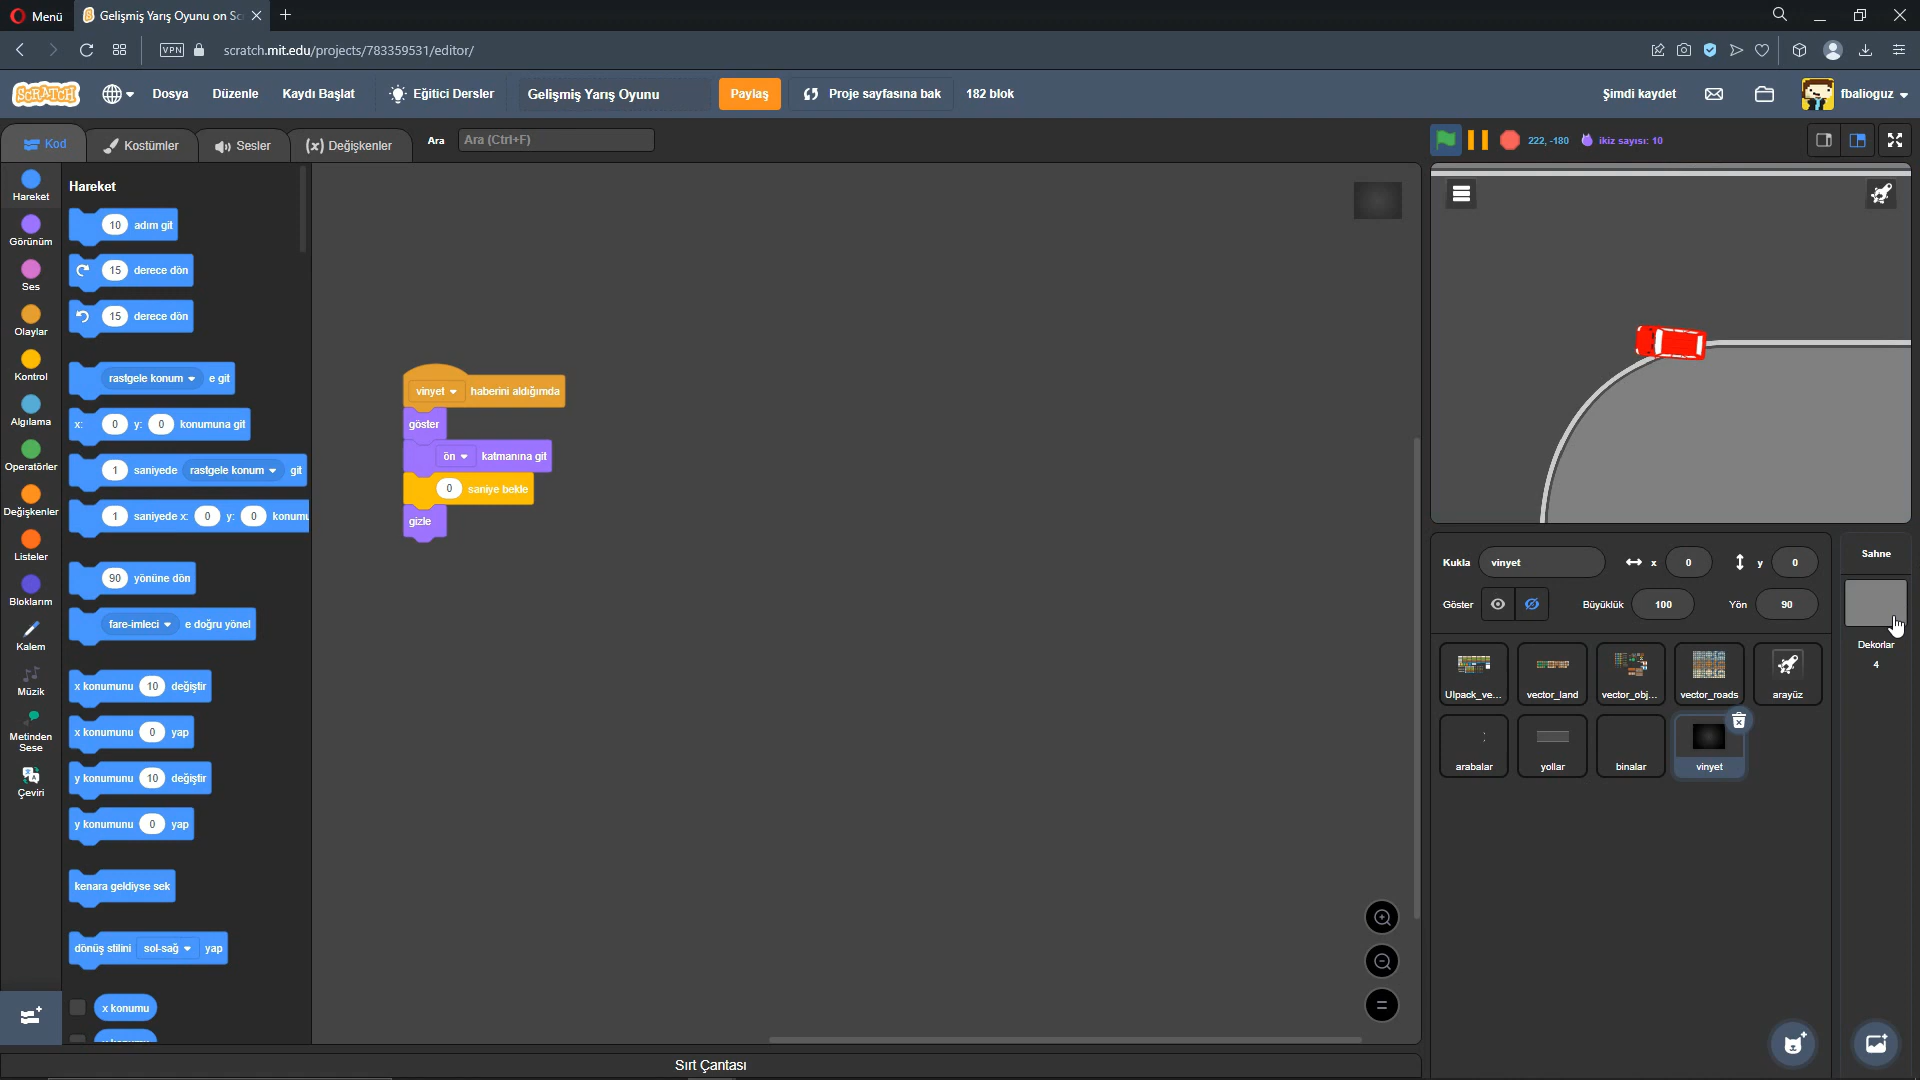 Menü
Gelişmiş Yarış Oyunu on Sc
VPN
scratch.mit.edu/projects/783359531/editor/
SCRATCH
Dosya
Düzenle
Kaydı Başlat
Eğitici Dersler
Gelişmiş Yarış Oyunu
Paylaş
Proje sayfasına bak
182 blok
Şimdi kaydet
fbalioguz
Kod
Kostümler
Sesler
(x) Değişkenler
Ara
Ara (Ctrl+F)
222, -180
ikiz sayısı: 10
Hareket
Görünüm
Ses
Olaylar
Kontrol
Algılama
Operatörler
Değişkenler
Listeler
Bloklarım
Kalem
Müzik
Metinden Sese
Çeviri
Hareket
10 adım git
15 derece dön
15 derece dön
rastgele konum e git
x: 0 y: 0 konumuna git
1 saniyede rastgele konum git
1 saniyede x: 0 y: 0 konumu
90 yönüne dön
fare-imleci e doğru yönel
x konumunu 10 değiştir
x konumunu 0 yap
y konumunu 10 değiştir
y konumunu 0 yap
kenara geldiyse sek
dönüş stilini sol-sağ yap
x konumu
vinyet haberini aldığımda
göster
ön katmanına git
0 saniye bekle
gizle
Kukla vinyet x 0 y 0
Göster Büyüklük 100 Yön 90
Sahne
Dekorlar
4
UIpack_ve...
vector_land
vector_obj...
vector_roads
arayüz
arabalar
yollar
binalar
vinyet
Sırt Çantası